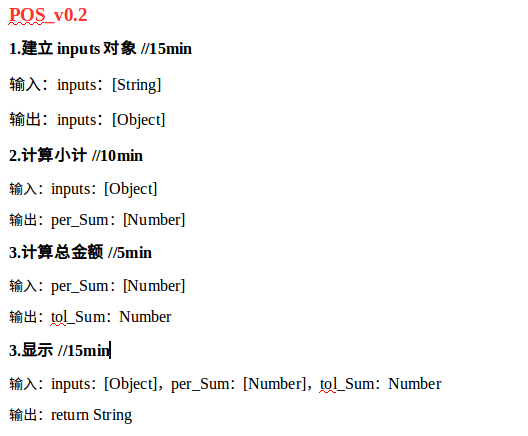 POS_v0.2
1.建立 inputs 对象 //15min
输入：inputs：[String]
输出：inputs：[Object]
2.计算小计 //10min
输入：inputs：[Object]
输出：per_Sum：[Number]
3.计算总金额 //5min
输入：per_Sum：[Number]
输出：tol_Sum：Number
3.显示 //15min
输入：inputs：[Object]，per_Sum：[Number]，tol_Sum：Number
输出：return String